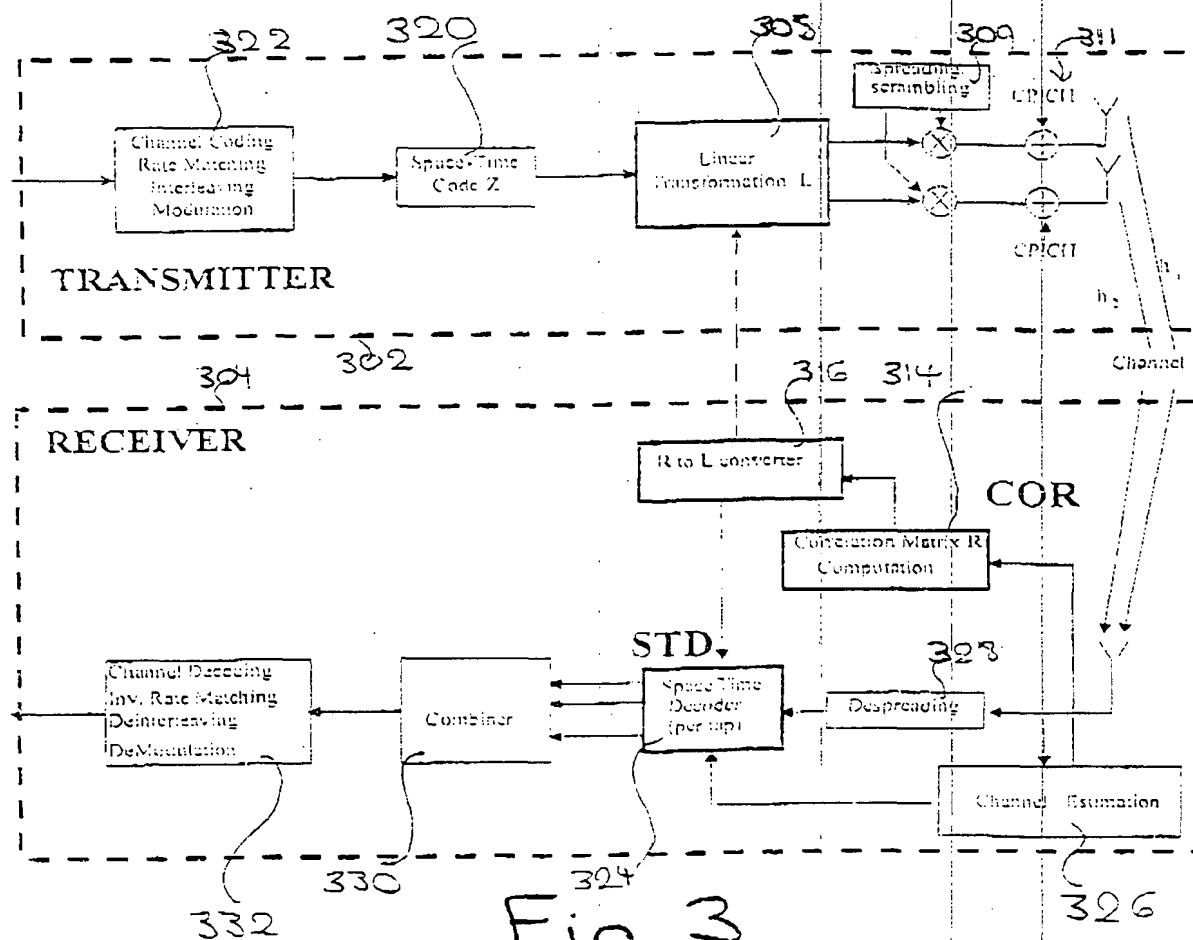 322
320
308
309
311
Spreading,
scrambling
CPICH
Channel Coding
Rate Matching
Interleaving
Modulation
Space-Time
Code Z
Linear
Transformation L
CPICH
TRANSMITTER
h1
h2
302
Channel
304
316
314
RECEIVER
R to L converter
COR
Correlation Matrix R
Computation
STD
328
Channel Decoding
Inv. Rate Matching
Deinterleaving
DeModulation
Combiner
Space-Time
Decoder
(per tap)
Despreading
Channel Estimation
332
330
324
326
Fig 3